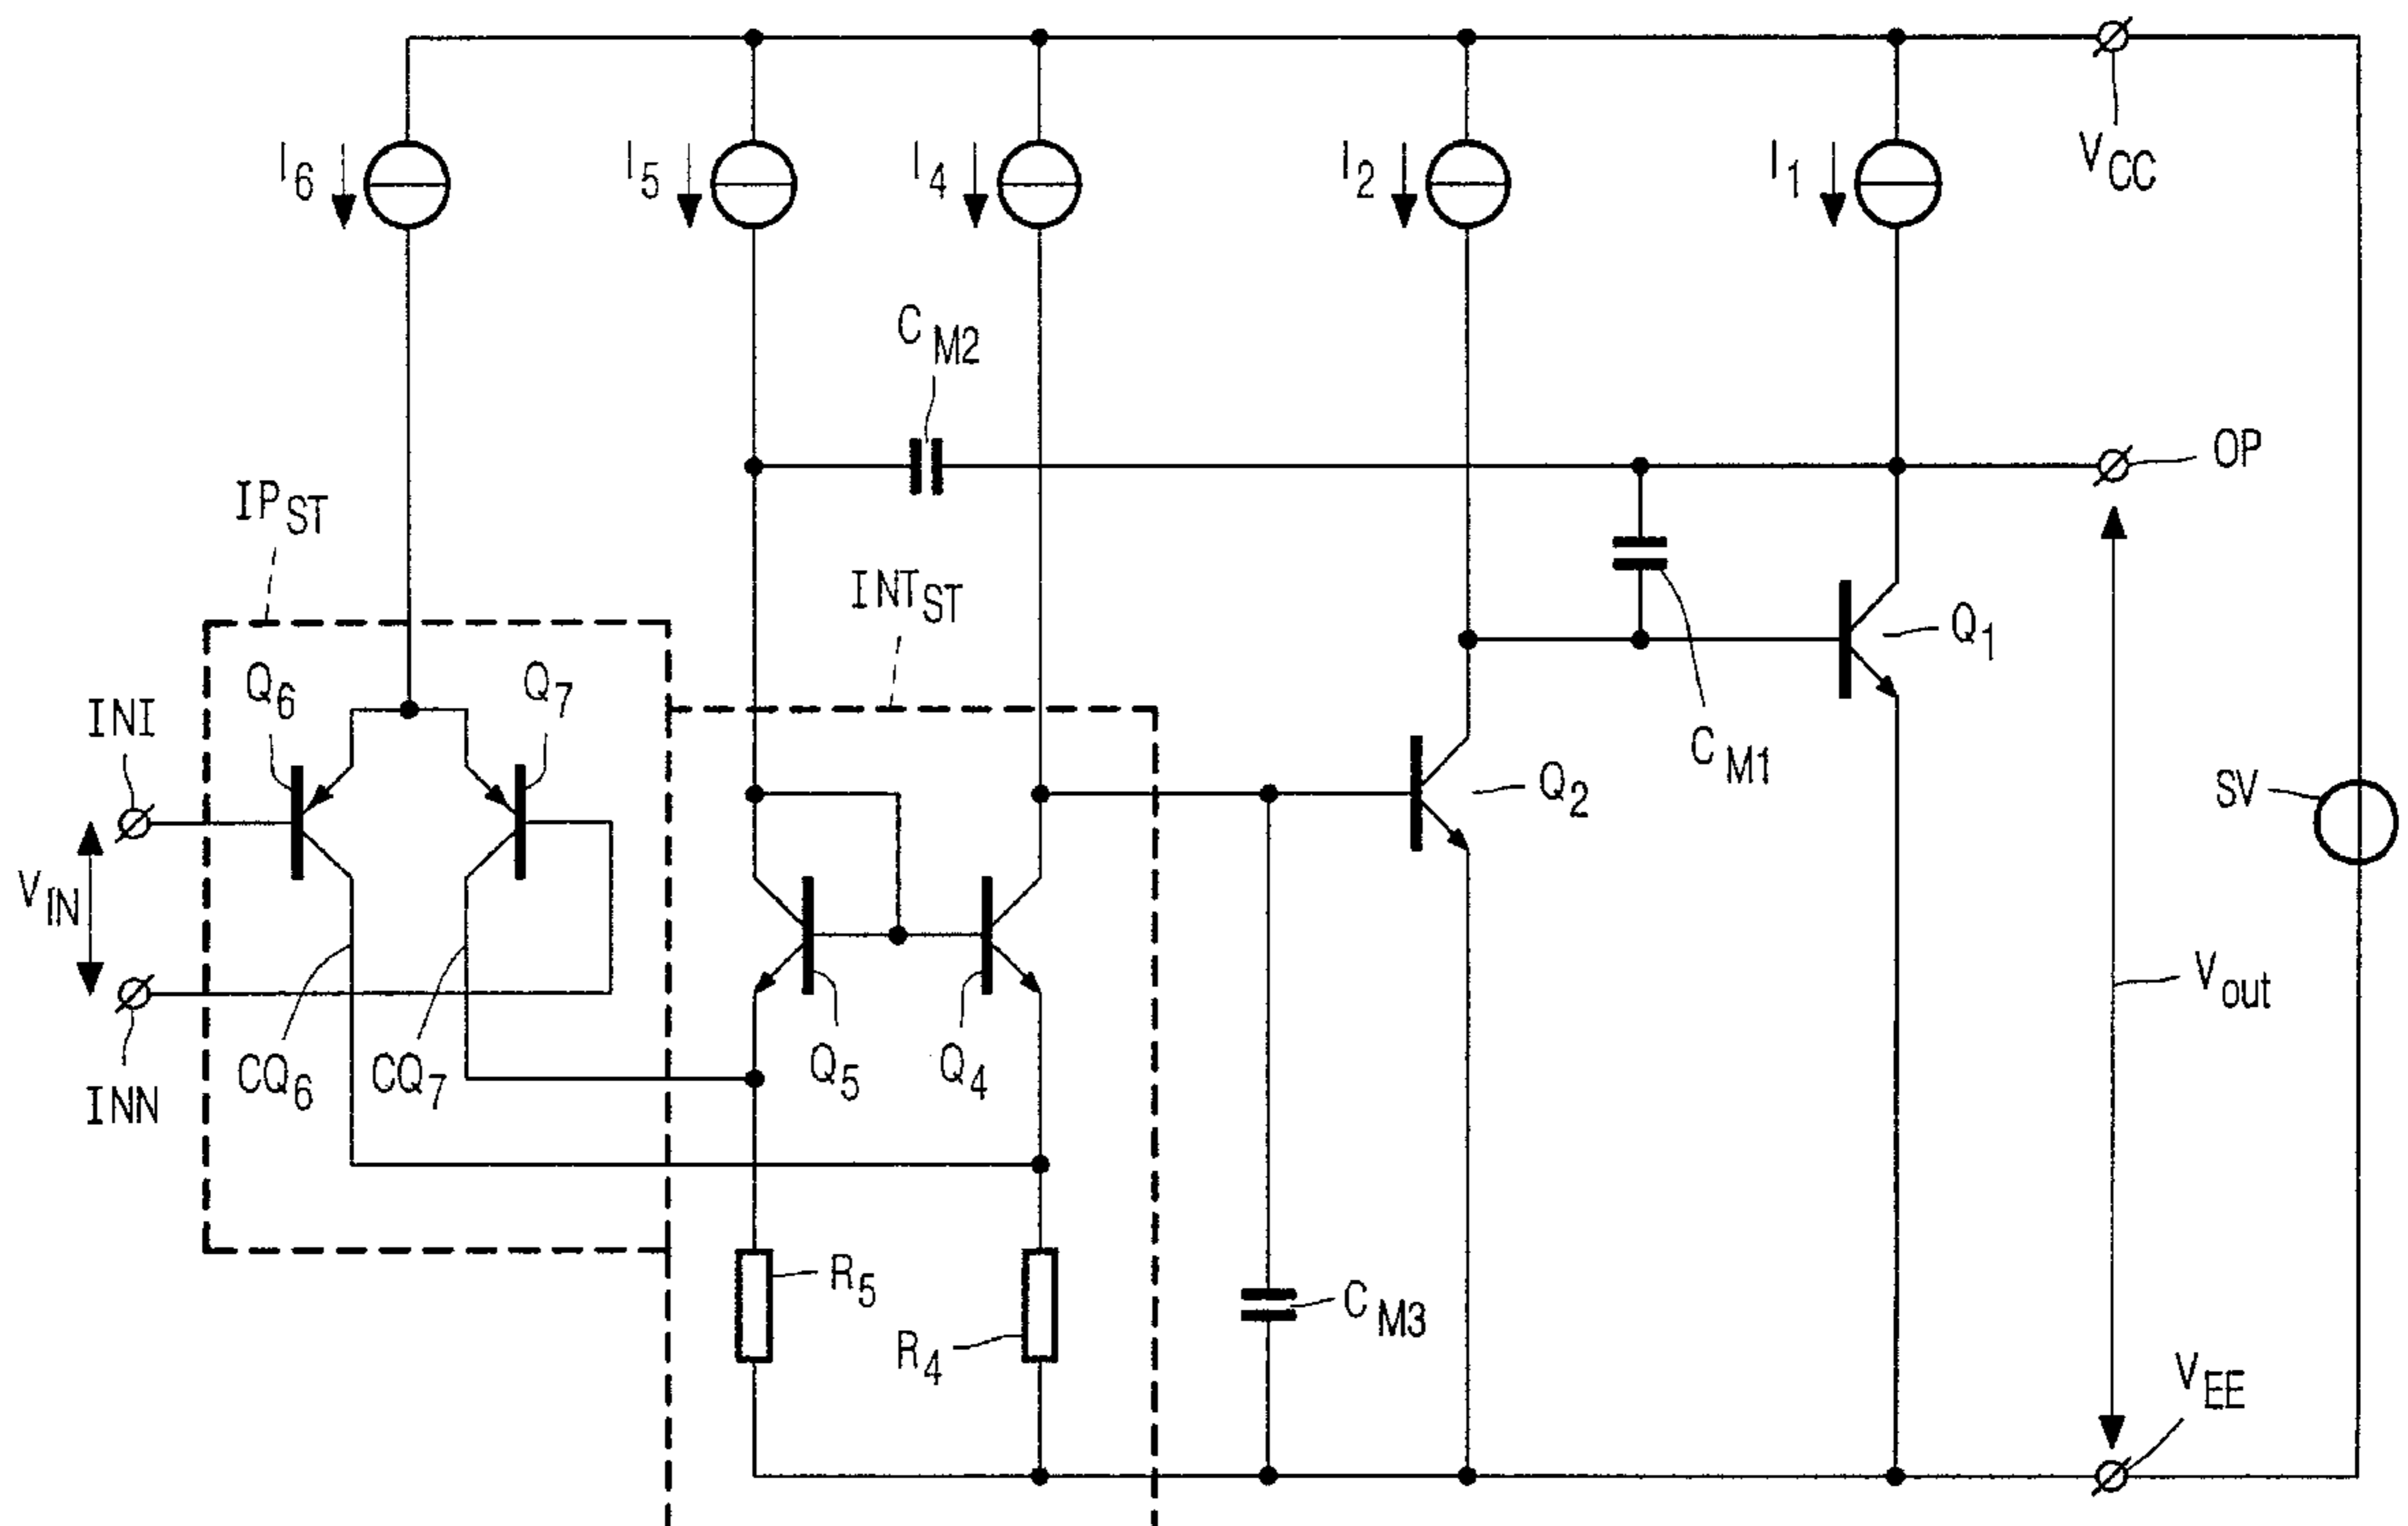 I6
I5
I4
I2
I1
VCC
CM2
OP
IPST
INTST
Q1
Q6
Q7
INI
CM1
Q2
SV
VIN
Vout
Q5
Q4
CQ6
CQ7
INN
R5
CM3
R4
VEE